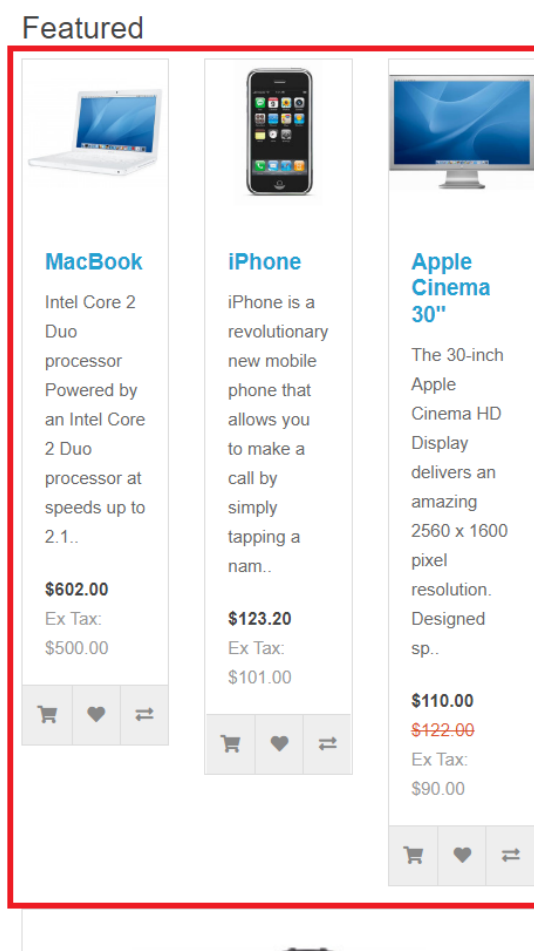 Featured
MacBook
Intel Core 2
Duo
processor
Powered by
an Intel Core
2 Duo
processor at
speeds up to
2.1..
$602.00
Ex Tax:
$500.00
iPhone
iPhone is a
revolutionary
new mobile
phone that
allows you
to make a
call by
simply
tapping a
nam..
$123.20
Ex Tax:
$101.00
Apple
Cinema
30"
The 30-inch
Apple
Cinema HD
Display
delivers an
amazing
2560 x 1600
pixel
resolution.
Designed
sp..
$110.00
$122.00
Ex Tax:
$90.00